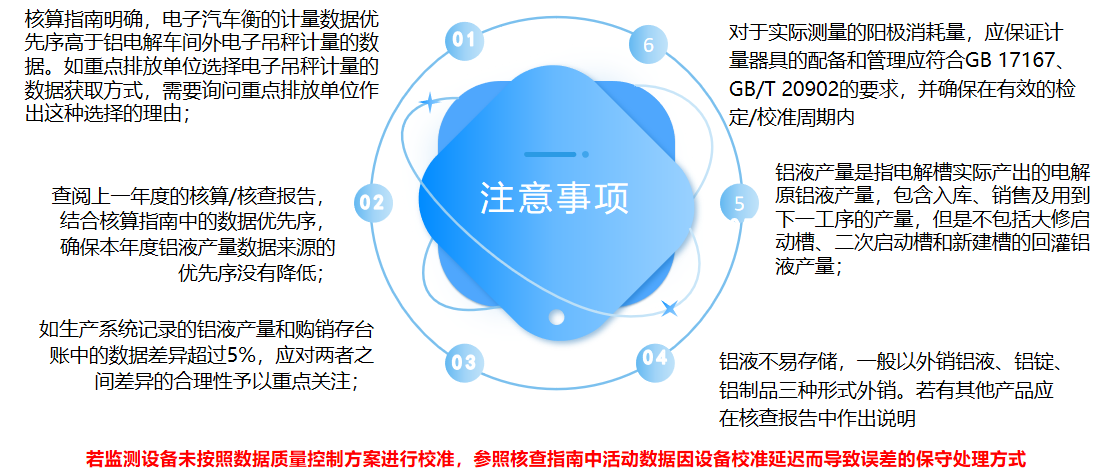 核算指南明确，电子汽车衡的计量数据优
先序高于铝电解车间外电子吊秤计量的数
据。如重点排放单位选择电子吊秤计量的
数据获取方式，需要询问重点排放单位作
出这种选择的理由；
01
查阅上一年度的核算/核查报告，
结合核算指南中的数据优先序，
确保本年度铝液产量数据来源的
优先序没有降低；
02
如生产系统记录的铝液产量和购销存台
账中的数据差异超过5%，应对两者之
间差异的合理性予以重点关注；
03
注意事项
04
铝液不易存储，一般以外销铝液、铝锭、
铝制品三种形式外销。若有其他产品应
在核查报告中作出说明
5
铝液产量是指电解槽实际产出的电解
原铝液产量，包含入库、销售及用到
下一工序的产量，但是不包括大修启
动槽、二次启动槽和新建槽的回灌铝
液产量；
6
对于实际测量的阳极消耗量，应保证计
量器具的配备和管理应符合GB 17167、
GB/T 20902的要求，并确保在有效的检
定/校准周期内
若监测设备未按照数据质量控制方案进行校准，参照核查指南中活动数据因设备校准延迟而导致误差的保守处理方式